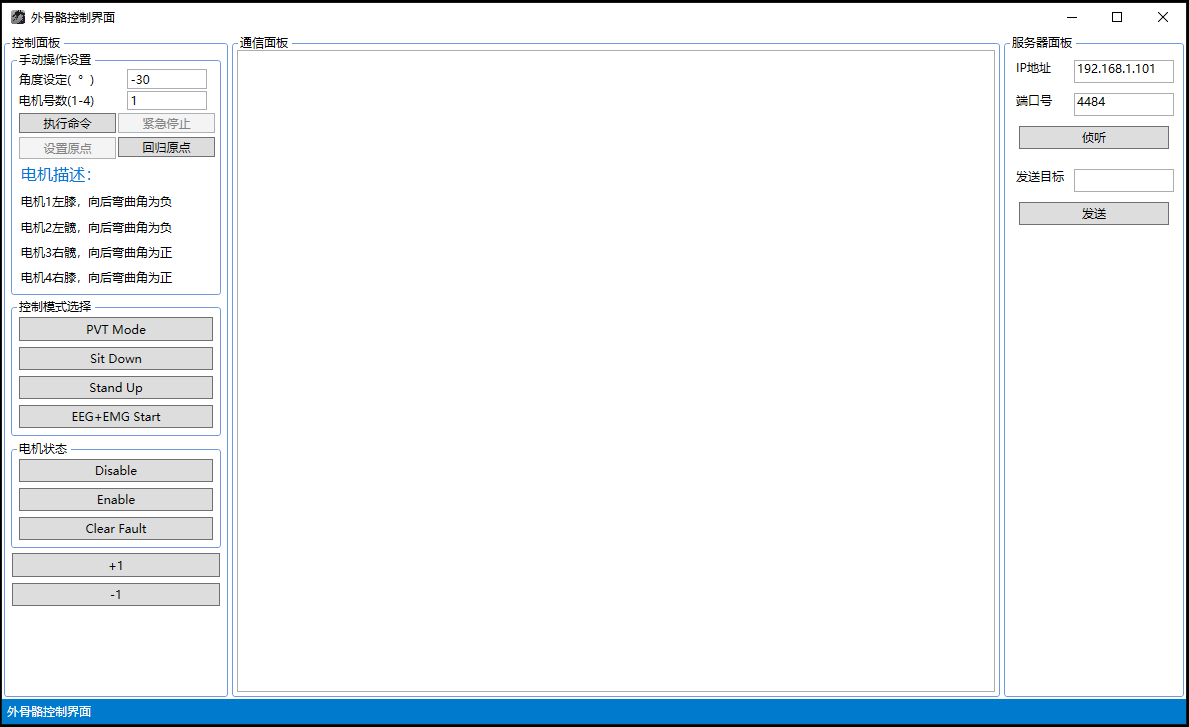 外骨骼控制界面
控制面板
手动操作设置
角度设定( ° )
-30
电机号数(1-4)
1
执行命令
紧急停止
设置原点
回归原点
电机描述：
电机1左膝，向后弯曲角为负
电机2左髋，向后弯曲角为负
电机3右髋，向后弯曲角为正
电机4右膝，向后弯曲角为正
控制模式选择
PVT Mode
Sit Down
Stand Up
EEG+EMG Start
电机状态
Disable
Enable
Clear Fault
+1
-1
通信面板
服务器面板
IP地址
192.168.1.101
端口号
4484
侦听
发送目标
发送
外骨骼控制界面